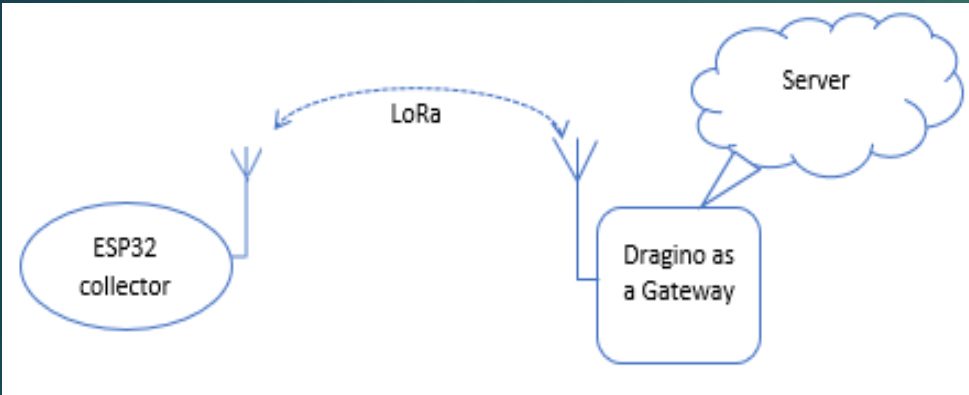 Server
LoRa
ESP32
collector
Dragino as
a Gateway